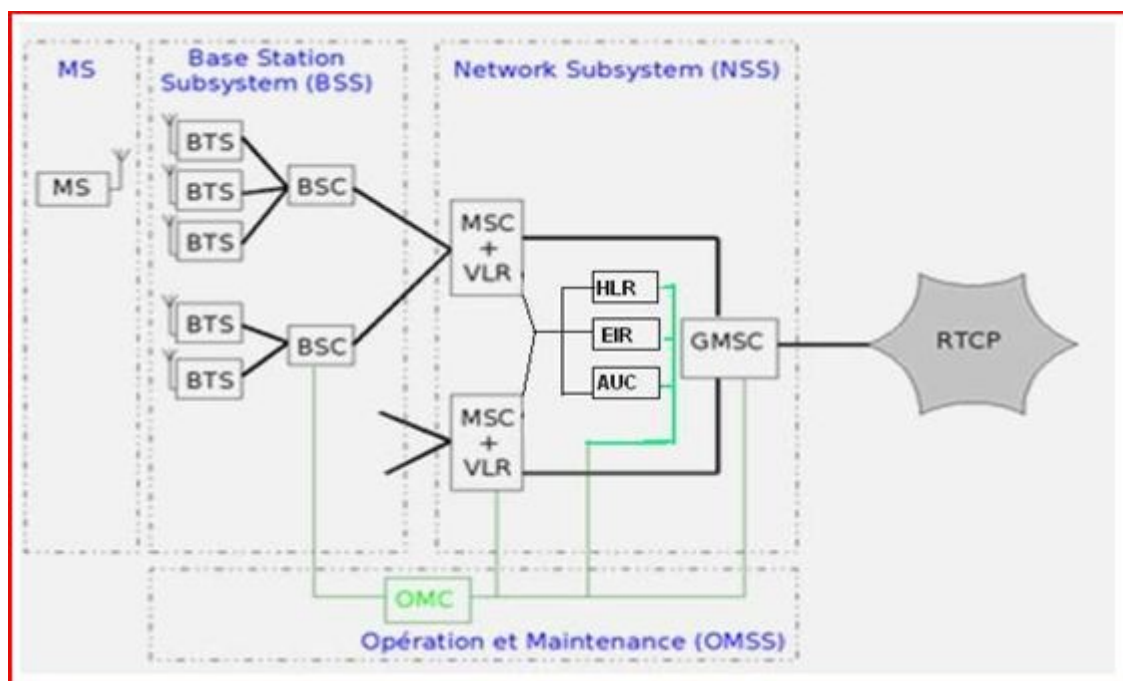 MS
Base Station
Subsystem (BSS)
Network Subsystem (NSS)
BTS
BTS
BTS
BSC
MS
BTS
BTS
BSC
MSC
+
VLR
HLR
EIR
AUC
GMSC
RTCP
MSC
+
VLR
OMC
Opération et Maintenance (OMSS)